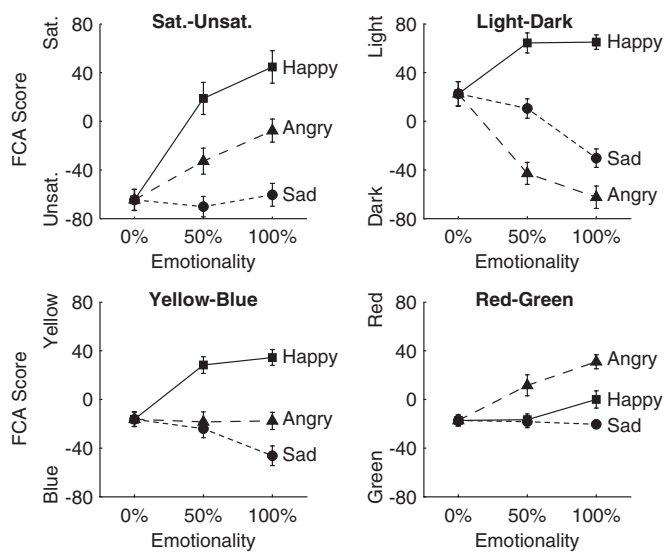 Sat.-Unsat.
Sat.
Unsat.
FCA Score
80
40
0
-40
-80
Happy
Angry
Sad
0% 50% 100%
Emotionality
Light-Dark
Light
Dark
80
40
0
-40
-80
Happy
Sad
Angry
0% 50% 100%
Emotionality
Yellow-Blue
Yellow
Blue
FCA Score
80
40
0
-40
-80
Happy
Angry
Sad
0% 50% 100%
Emotionality
Red-Green
Red
Green
80
40
0
-40
-80
Angry
Happy
Sad
0% 50% 100%
Emotionality